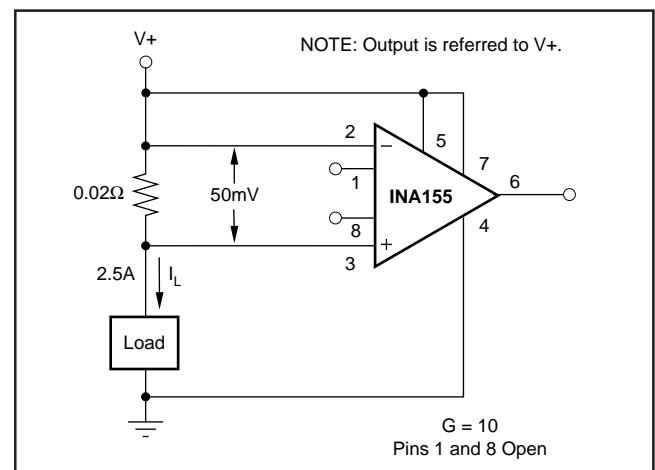 V+
NOTE: Output is referred to V+.
2
−
5
7
0.02Ω
50mV
1
INA155
6
8
4
+
3
2.5A
IL
Load
G = 10
Pins 1 and 8 Open